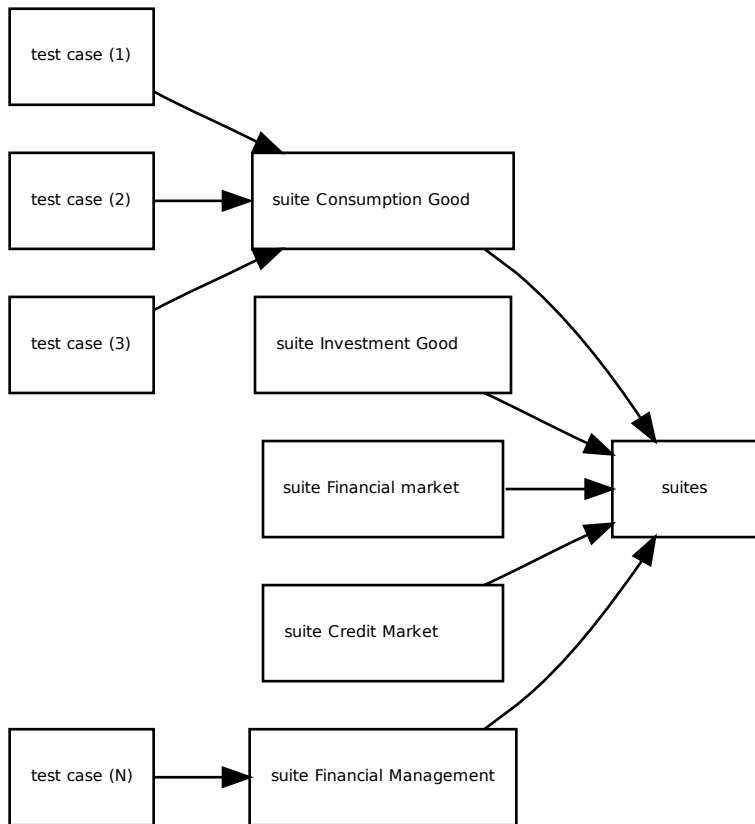 test case (1)
test case (2)
suite Consumption Good
test case (3)
suite Investment Good
suite Financial market
suites
suite Credit Market
test case (N)
suite Financial Management